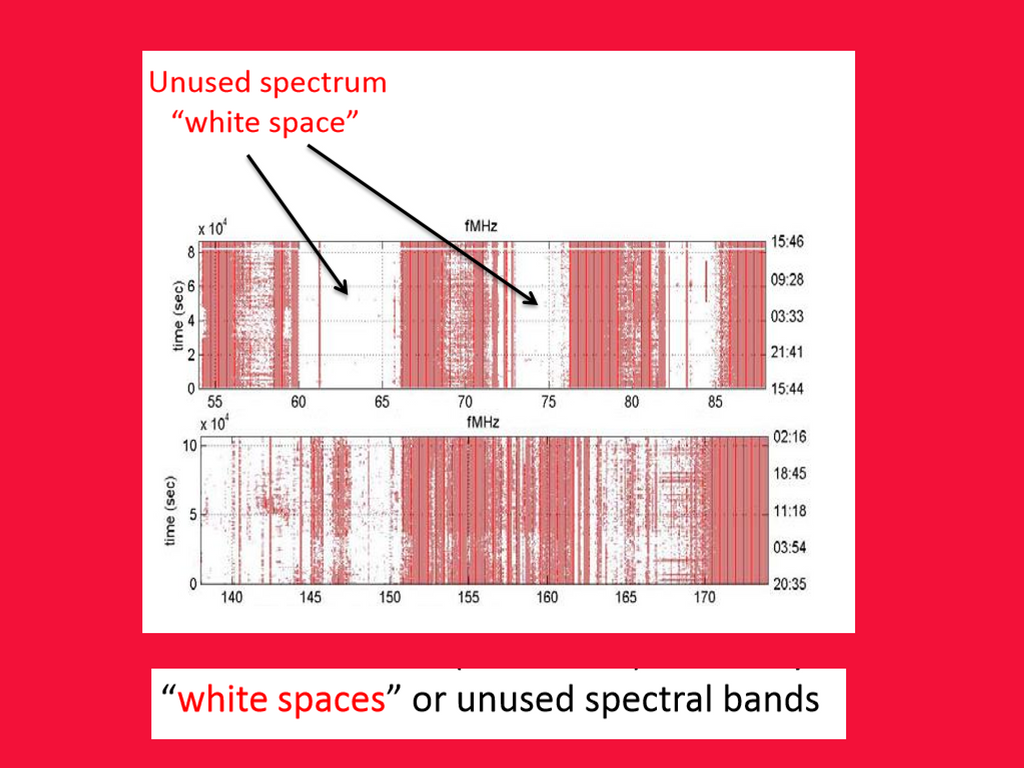 Unused spectrum
“white space”
x 10⁴
fMHz
15:46
8
09:28
6
time (sec)
4
03:33
2
21:41
0
15:44
55 60 65 70 75 80 85
x 10⁴
fMHz
02:16
10
18:45
time (sec)
5
11:18
03:54
0
20:35
140 145 150 155 160 165 170
“white spaces” or unused spectral bands